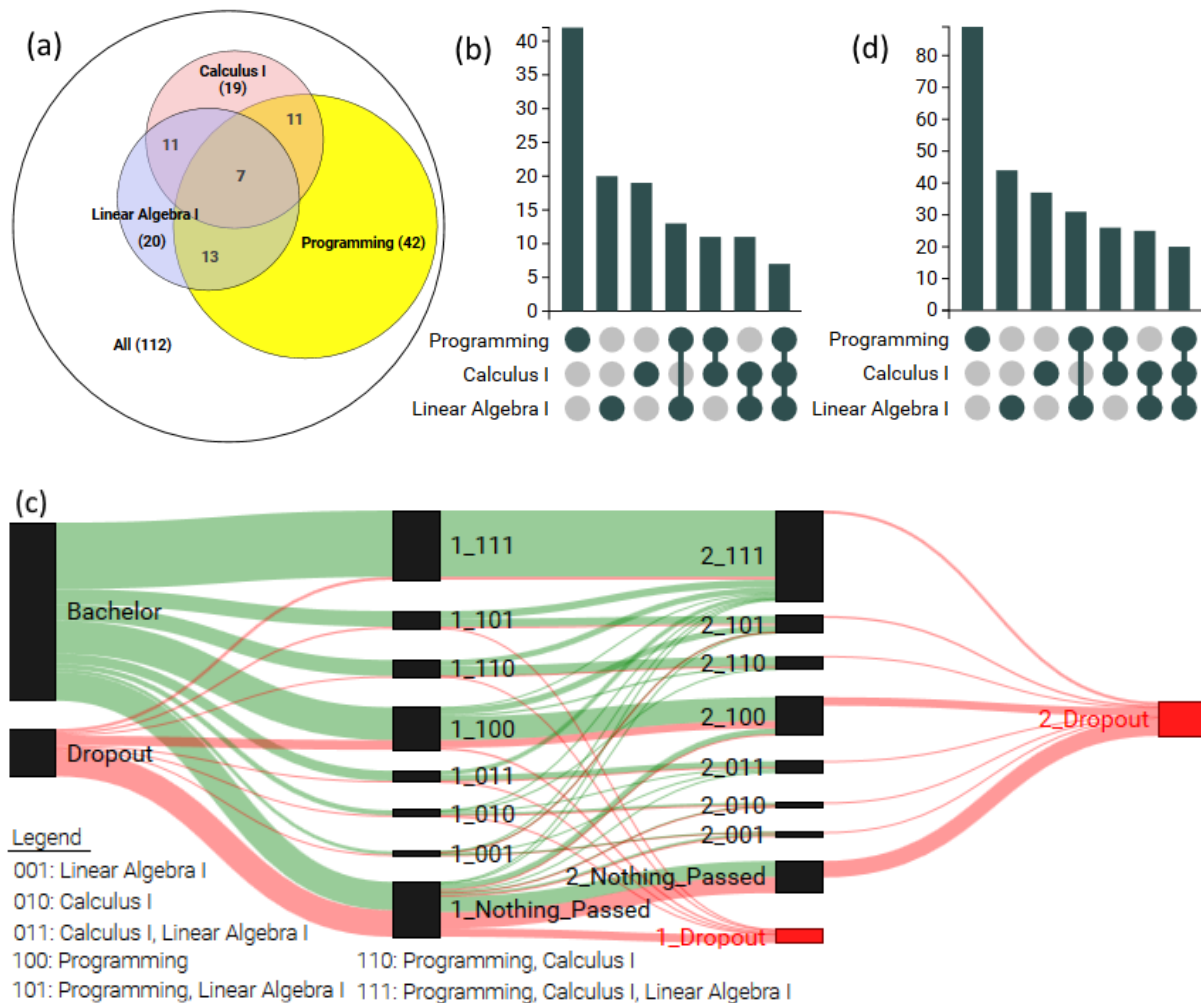 (a)
Calculus I
(19)
11
11
7
Linear Algebra I
(20)
13
Programming (42)
All (112)
(b)
40
35
30
25
20
15
10
5
0
Programming
Calculus I
Linear Algebra I
(d)
80
70
60
50
40
30
20
10
0
Programming
Calculus I
Linear Algebra I
(c)
Bachelor
Dropout
1_111
1_101
1_110
1_100
1_011
1_010
1_001
1_Nothing_Passed
2_111
2_101
2_110
2_100
2_011
2_010
2_001
2_Nothing_Passed
1_Dropout
2_Dropout
Legend
001: Linear Algebra I
010: Calculus I
011: Calculus I, Linear Algebra I
100: Programming
101: Programming, Linear Algebra I
110: Programming, Calculus I
111: Programming, Calculus I, Linear Algebra I